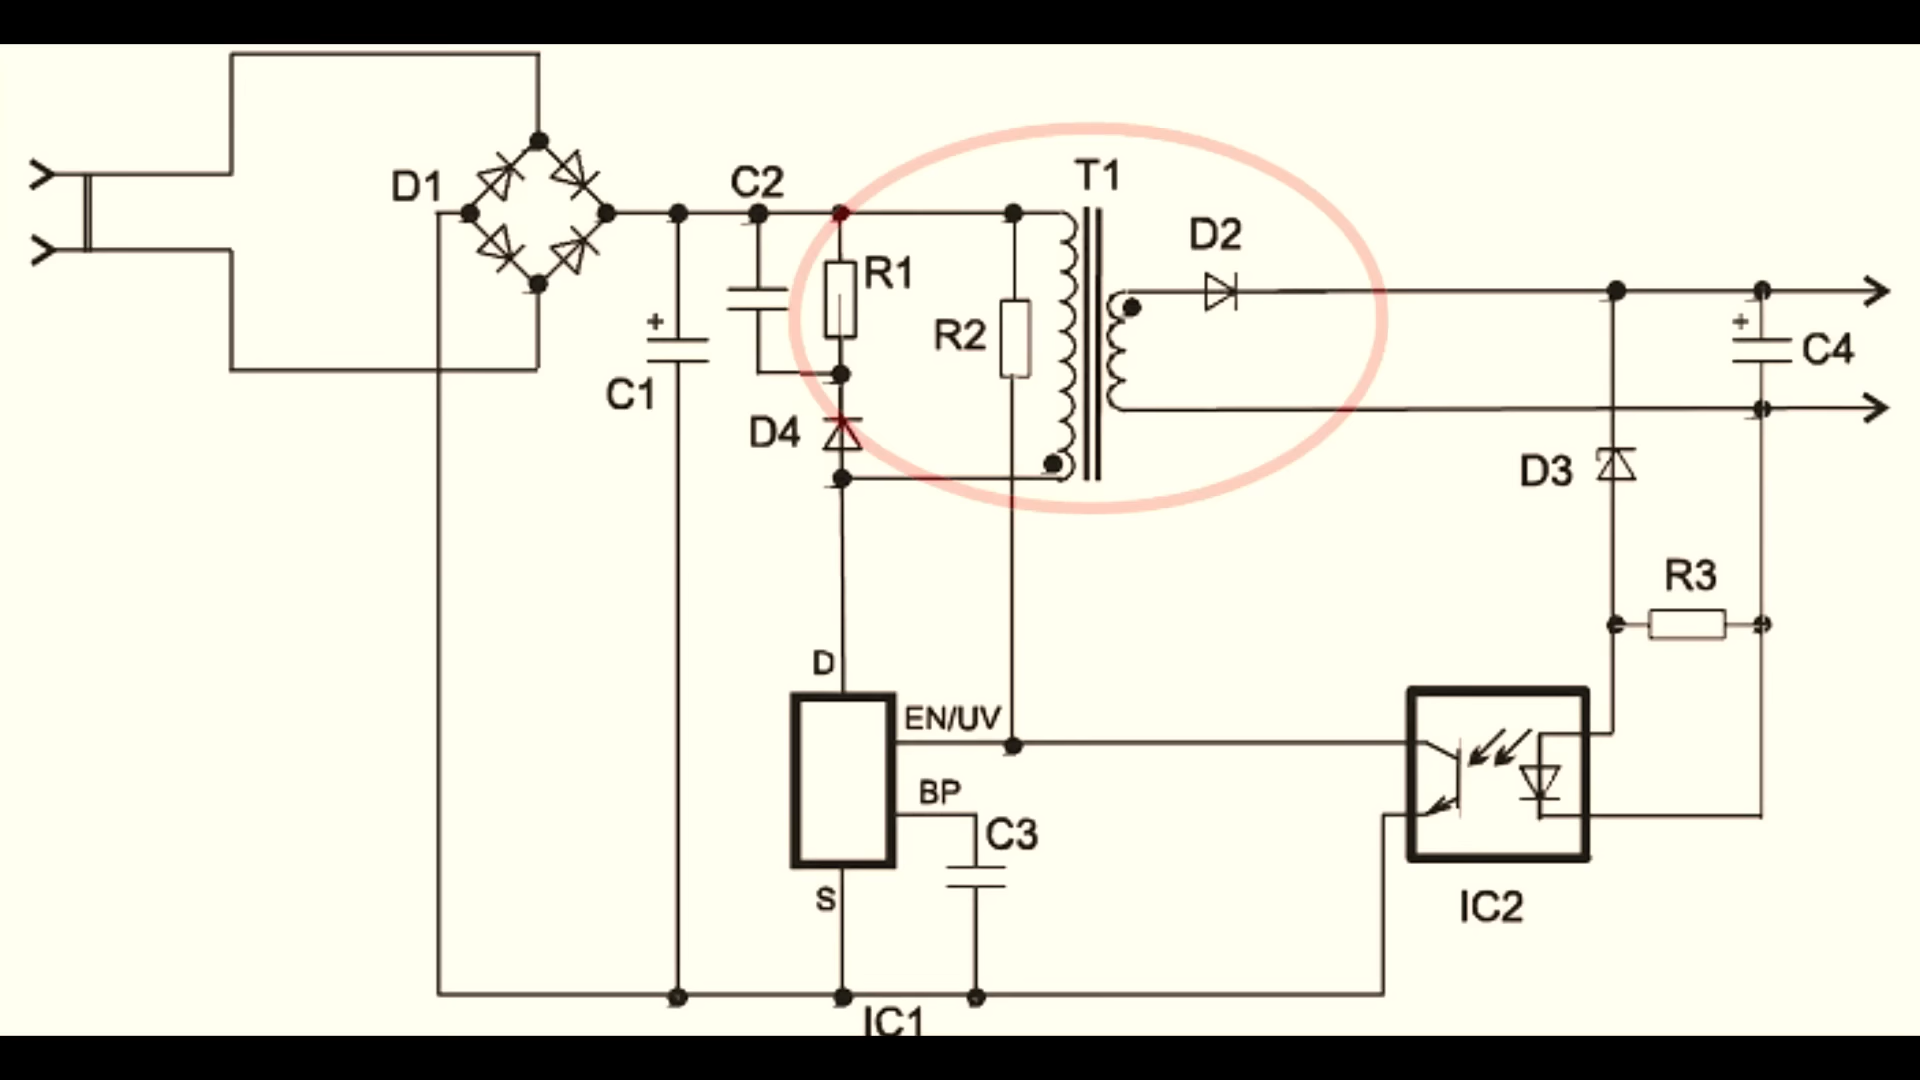 T1
C2
D1
D2
R1
+
+
R2
C4
C1
D4
D3
R3
D
EN/UV
BP
C3
S
IC2
IC1